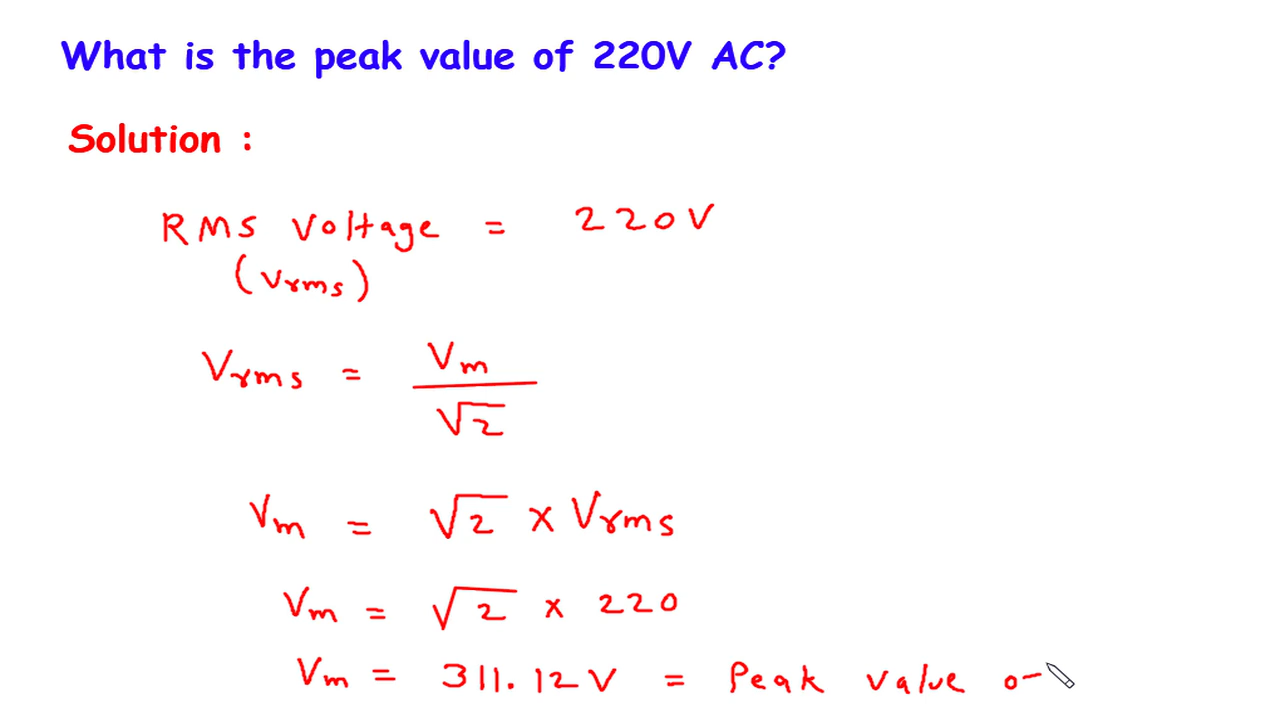 What is the peak value of 220V AC?
Solution :
RMS Voltage = 220V
(Vrms)
Vrms = Vm / √2
Vm = √2 × Vrms
Vm = √2 × 220
Vm = 311.12V = Peak value